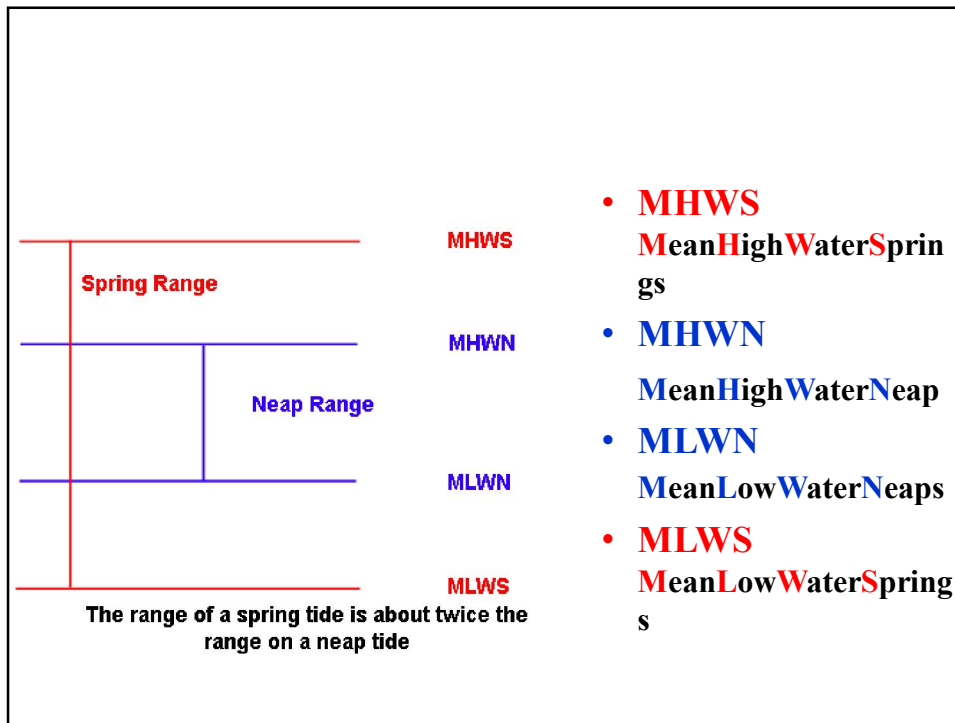 MHWS
Spring Range
MHWN
Neap Range
MLWN
MLWS
The range of a spring tide is about twice the
range on a neap tide
• MHWS
MeanHighWaterSprin
gs
• MHWN
MeanHighWaterNeap
• MLWN
MeanLowWaterNeaps
• MLWS
MeanLowWaterSpring
s